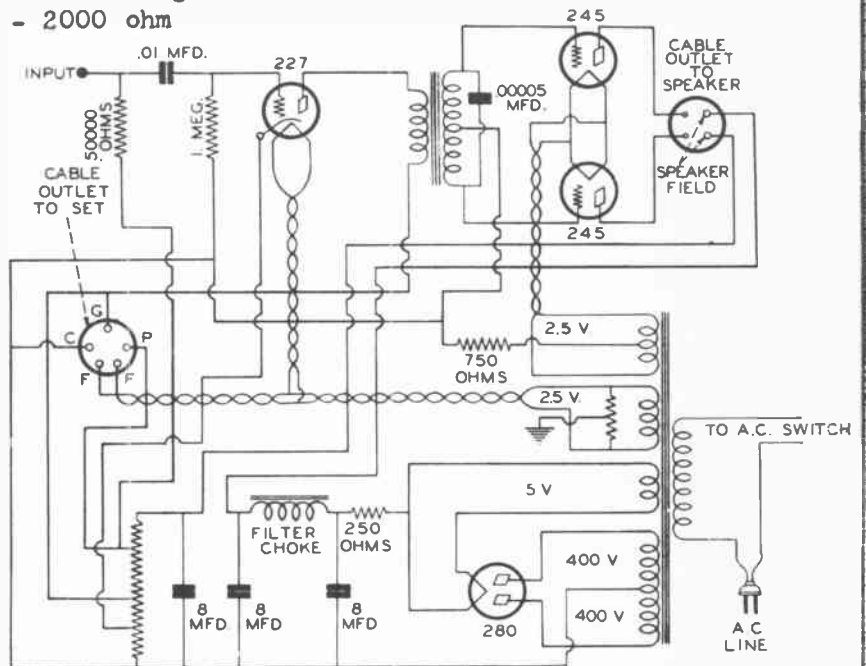 - 2000 ohm
.01 MFD.
INPUT
50000
OHMS
1. MEG.
227
245
.00005
MFD.
CABLE
OUTLET
TO
SPEAKER
SPEAKER
FIELD
245
CABLE
OUTLET
TO SET
G
C
P
F
F
2.5 V
750
OHMS
2.5 V
TO A.C. SWITCH
5 V
FILTER
CHOKE
250
OHMS
400 V
400 V
8
MFD.
8
MFD
8
MFD.
280
A C
LINE